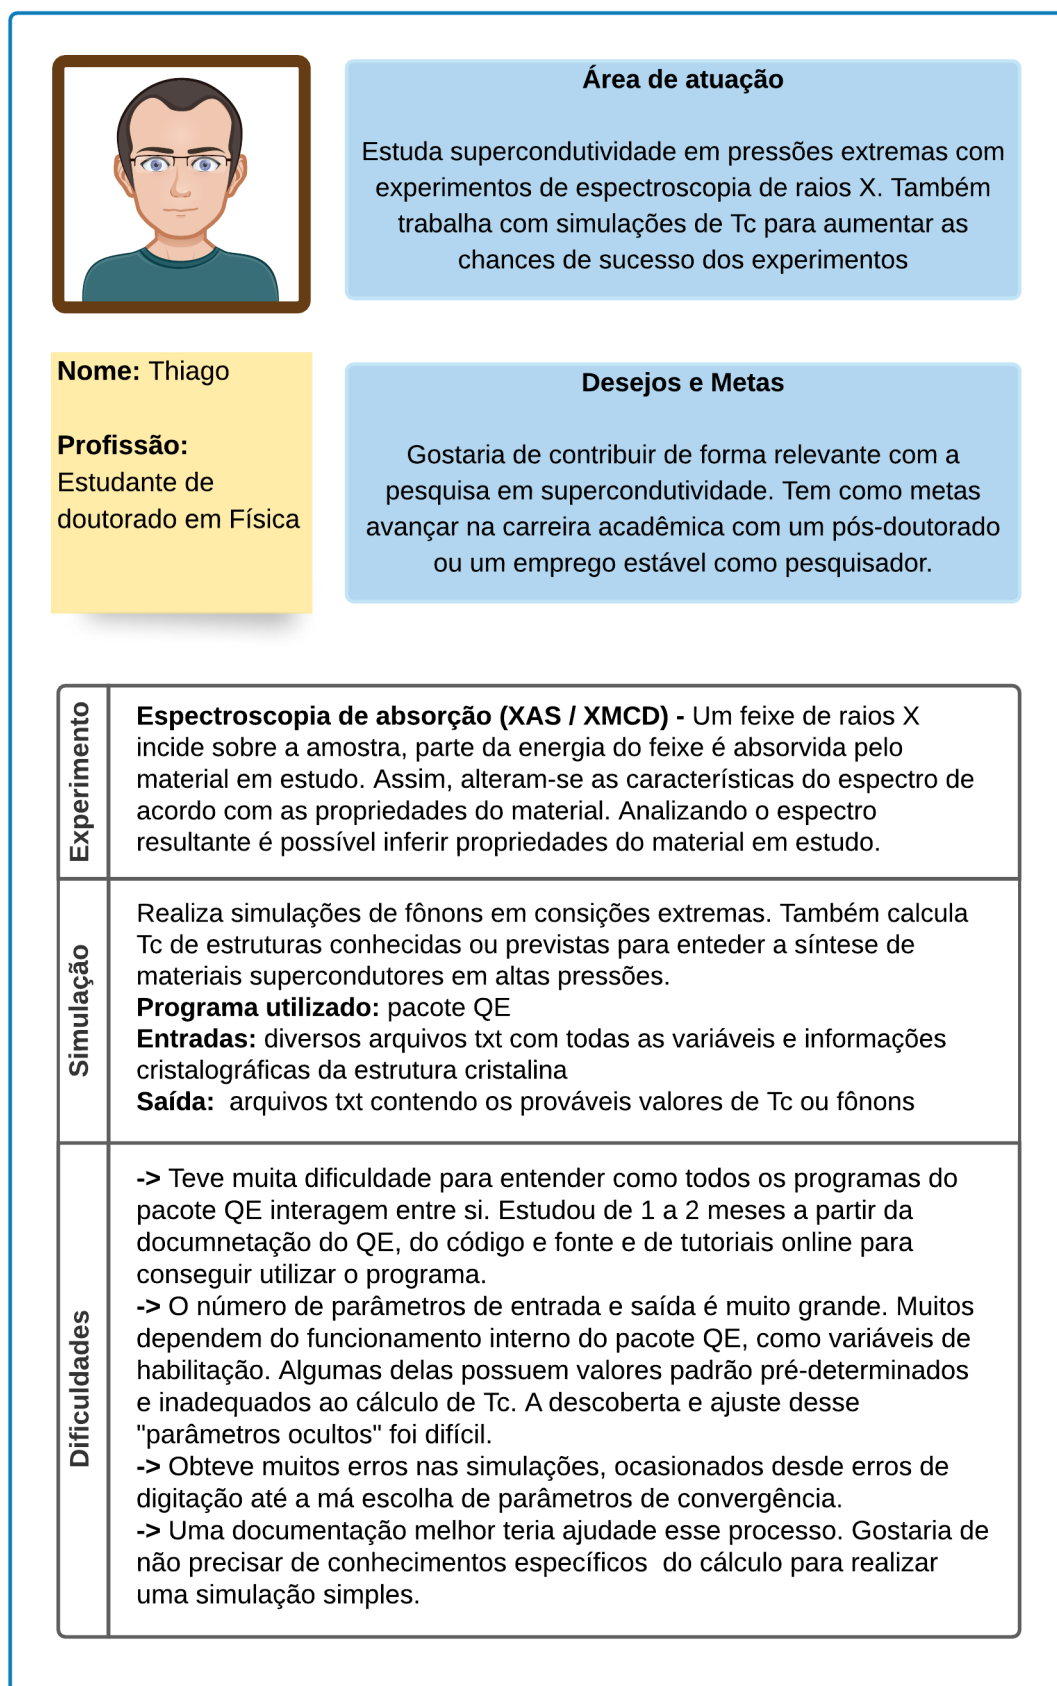 Área de atuação
Estuda supercondutividade em pressões extremas com
experimentos de espectroscopia de raios X. Também
trabalha com simulações de Tc para aumentar as
chances de sucesso dos experimentos
Nome: Thiago
Profissão:
Estudante de
doutorado em Física
Desejos e Metas
Gostaria de contribuir de forma relevante com a
pesquisa em supercondutividade. Tem como metas
avançar na carreira acadêmica com um pós-doutorado
ou um emprego estável como pesquisador.
Experimento
Espectroscopia de absorção (XAS / XMCD) - Um feixe de raios X
incide sobre a amostra, parte da energia do feixe é absorvida pelo
material em estudo. Assim, alteram-se as características do espectro de
acordo com as propriedades do material. Analizando o espectro
resultante é possível inferir propriedades do material em estudo.
Simulação
Realiza simulações de fônons em consições extremas. Também calcula
Tc de estruturas conhecidas ou previstas para enteder a síntese de
materiais supercondutores em altas pressões.
Programa utilizado: pacote QE
Entradas: diversos arquivos txt com todas as variáveis e informações
cristalográficas da estrutura cristalina
Saída: arquivos txt contendo os prováveis valores de Tc ou fônons
Dificuldades
-> Teve muita dificuldade para entender como todos os programas do
pacote QE interagem entre si. Estudou de 1 a 2 meses a partir da
documnetação do QE, do código e fonte e de tutoriais online para
conseguir utilizar o programa.
-> O número de parâmetros de entrada e saída é muito grande. Muitos
dependem do funcionamento interno do pacote QE, como variáveis de
habilitação. Algumas delas possuem valores padrão pré-determinados
e inadequados ao cálculo de Tc. A descoberta e ajuste desse
"parâmetros ocultos" foi difícil.
-> Obteve muitos erros nas simulações, ocasionados desde erros de
digitação até a má escolha de parâmetros de convergência.
-> Uma documentação melhor teria ajudade esse processo. Gostaria de
não precisar de conhecimentos específicos do cálculo para realizar
uma simulação simples.